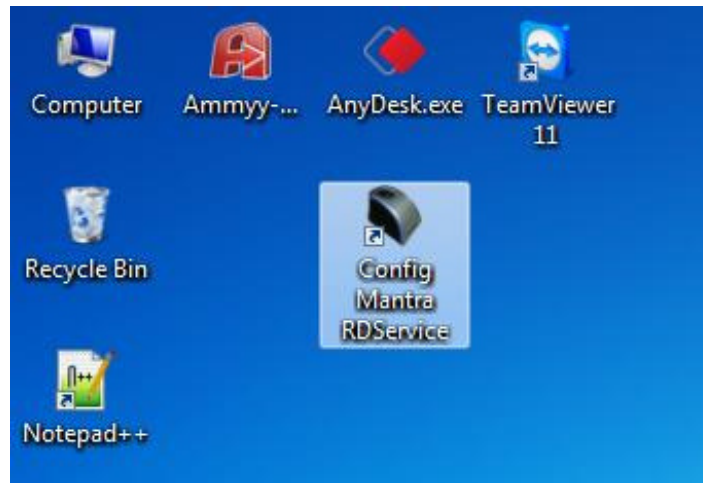 Computer
Ammyy-...
AnyDesk.exe
TeamViewer
11
Recycle Bin
Config
Mantra
RDService
Notepad++